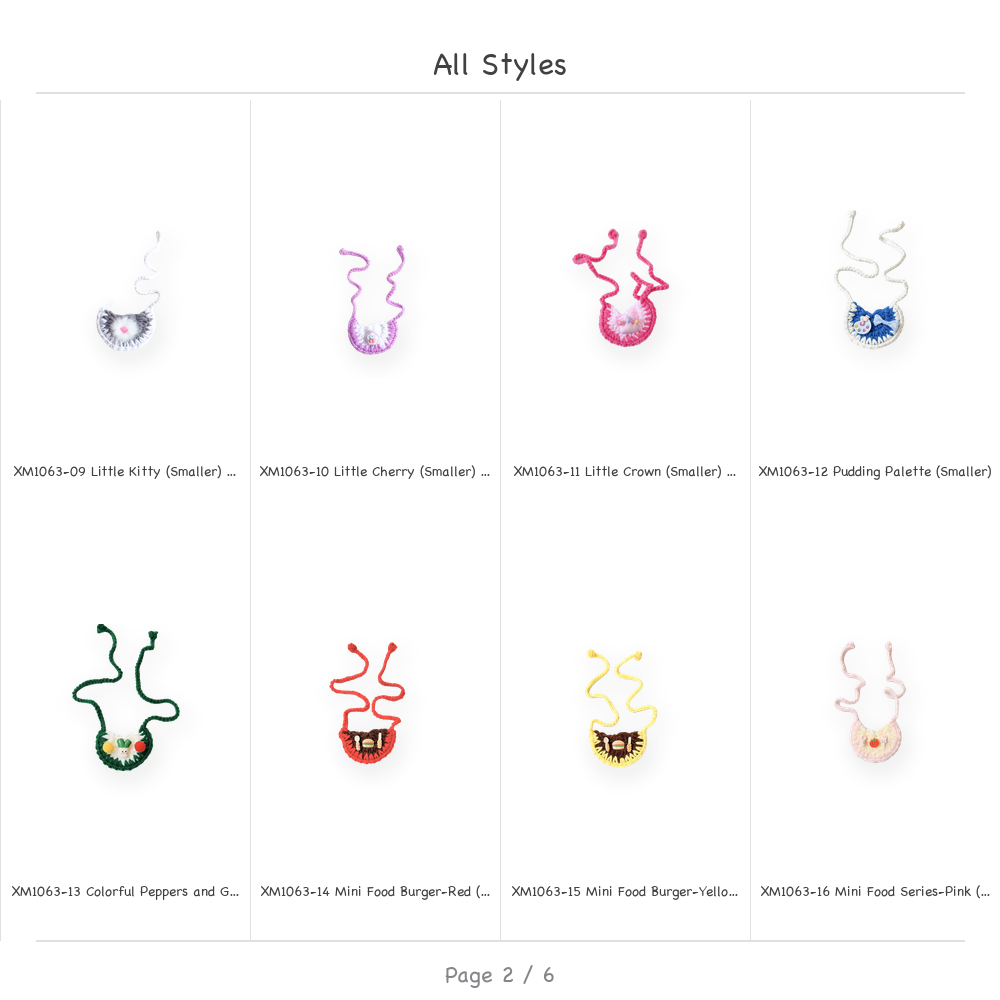 All Styles
XM1063-09 Little Kitty (Smaller) ...
XM1063-10 Little Cherry (Smaller) ...
XM1063-11 Little Crown (Smaller) ...
XM1063-12 Pudding Palette (Smaller)
XM1063-13 Colorful Peppers and G...
XM1063-14 Mini Food Burger-Red (...
XM1063-15 Mini Food Burger-Yello...
XM1063-16 Mini Food Series-Pink (...
Page 2 / 6